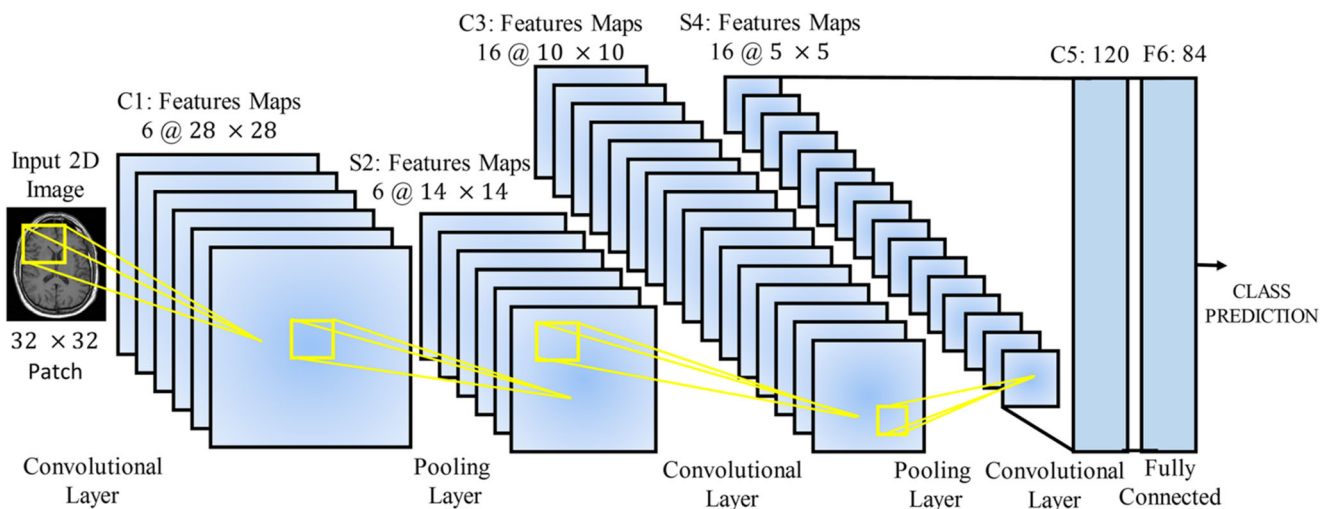 Input 2D
Image
32 × 32
Patch
C1: Features Maps
6 @ 28 × 28
S2: Features Maps
6 @ 14 × 14
C3: Features Maps
16 @ 10 × 10
S4: Features Maps
16 @ 5 × 5
C5: 120
F6: 84
CLASS
PREDICTION
Convolutional
Layer
Pooling
Layer
Convolutional
Layer
Pooling
Layer
Convolutional
Layer
Fully
Connected